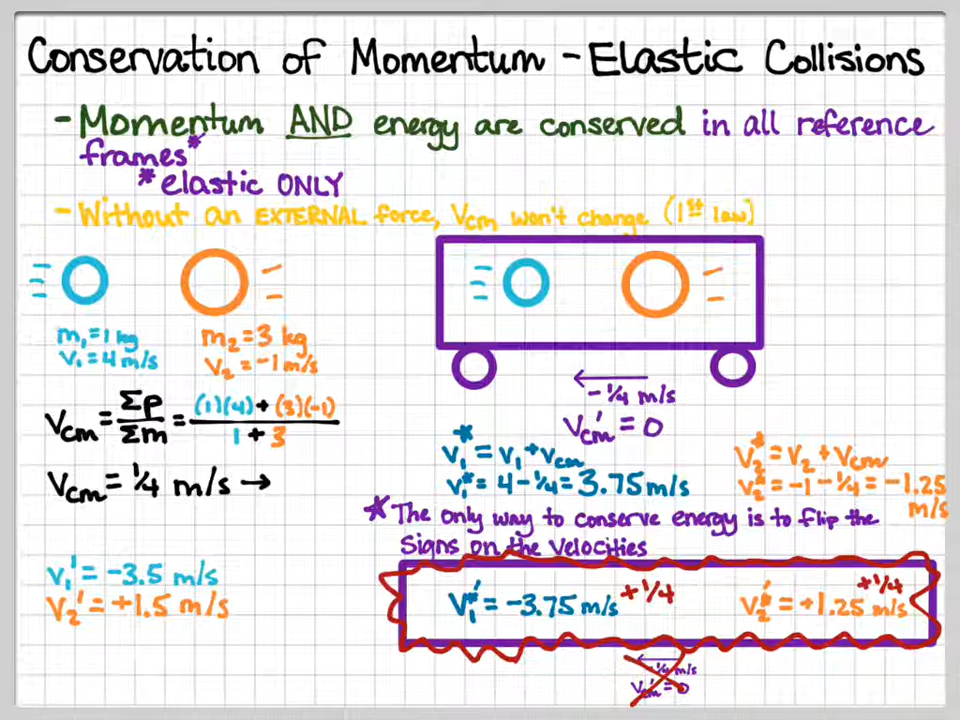 Conservation of Momentum - Elastic Collisions
- Momentum AND energy are conserved in all reference
frames*
* elastic ONLY
- Without an EXTERNAL force, Vcm won't change (1st law)
m₁ = 1 kg
v₁ = 4 m/s
m₂ = 3 kg
v₂ = -1 m/s
Vcm = Σp/Σm = (1)(4) + (3)(-1) / 1 + 3
Vcm = ¼ m/s →
← -¼ m/s
Vcm' = 0
v₁* = v₁ + vcm
v₁* = 4 - ¼ = 3.75 m/s
v₂* = v₂ + vcm
v₂* = -1 - ¼ = -1.25
m/s
* The only way to conserve energy is to flip the
signs on the velocities
v₁' = -3.5 m/s
v₂' = +1.5 m/s
v₁*' = -3.75 m/s +¼
v₂*' = +1.25 m/s +¼
← -¼ m/s
Vcm' = 0